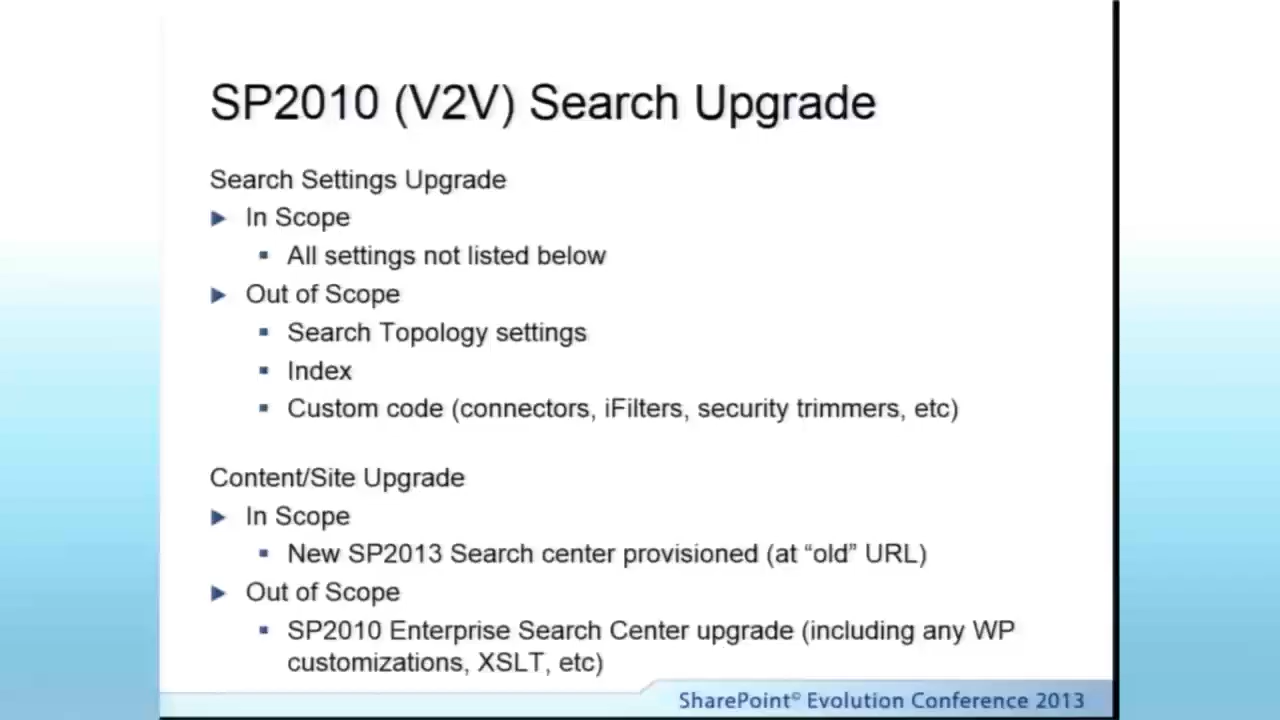 SP2010 (V2V) Search Upgrade
Search Settings Upgrade
In Scope
All settings not listed below
Out of Scope
Search Topology settings
Index
Custom code (connectors, iFilters, security trimmers, etc)
Content/Site Upgrade
In Scope
New SP2013 Search center provisioned (at “old” URL)
Out of Scope
SP2010 Enterprise Search Center upgrade (including any WP
customizations, XSLT, etc)
SharePoint© Evolution Conference 2013